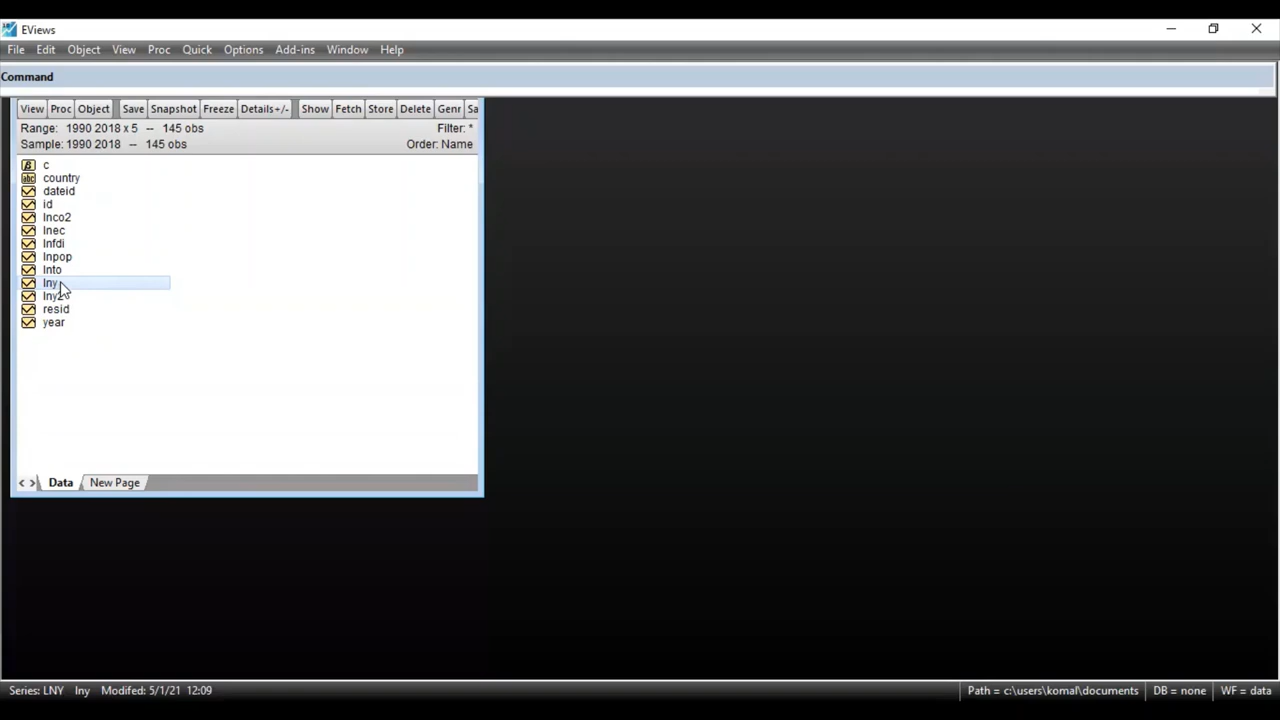 EViews
File Edit Object View Proc Quick Options Add-ins Window Help
Command
View Proc Object Save Snapshot Freeze Details+/- Show Fetch Store Delete Genr Sa
Range: 1990 2018 x 5 -- 145 obs Filter: *
Sample: 1990 2018 -- 145 obs Order: Name
c
country
dateid
id
lnco2
lnec
lnfdi
lnpop
lnto
lny
lny2
resid
year
Data New Page
Series: LNY lny Modifed: 5/1/21 12:09 Path = c:\users\komal\documents DB = none WF = data